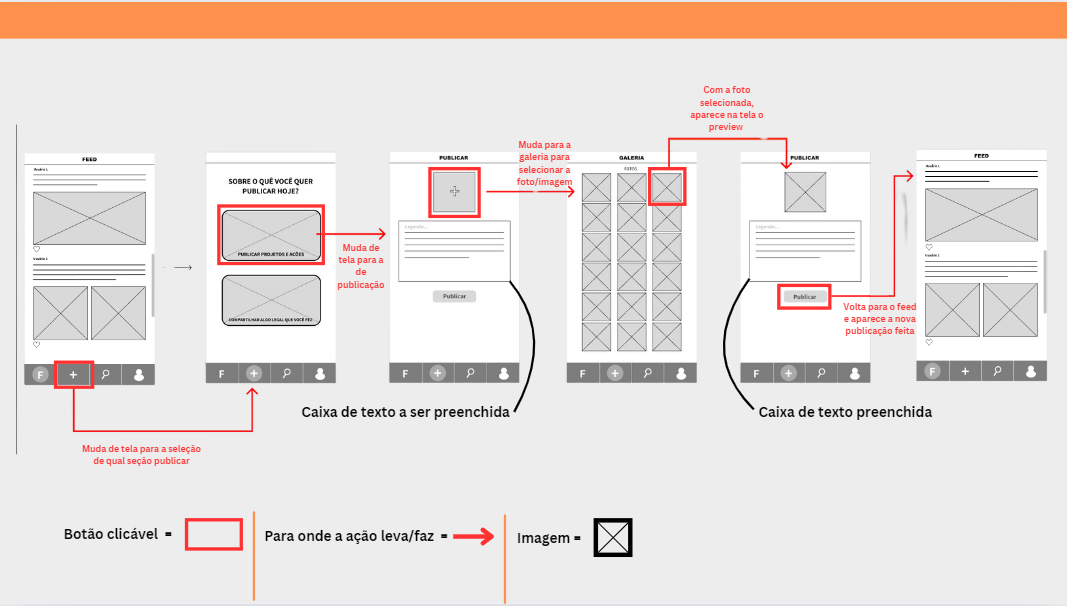 Com a foto
selecionada,
aparece na tela o
preview
Muda para a
galeria para
selecionar a
foto/imagem
FEED
Usuário 1
Usuário 2
F
+
SOBRE O QUÊ VOCÊ QUER
PUBLICAR HOJE?
PUBLICAR PROJETOS E AÇÕES
COMPARTILHAR ALGO LEGAL QUE VOCÊ FEZ
F
+
Muda de
tela para a
de
publicação
PUBLICAR
+
Legenda...
Publicar
F
+
GALERIA
FOTOS
F
+
PUBLICAR
Legenda...
Publicar
F
+
Volta para o feed
e aparece a nova
publicação feita
FEED
F
+
Caixa de texto a ser preenchida
Caixa de texto preenchida
Muda de tela para a seleção
de qual seção publicar
Botão clicável =
Para onde a ação leva/faz =
Imagem =